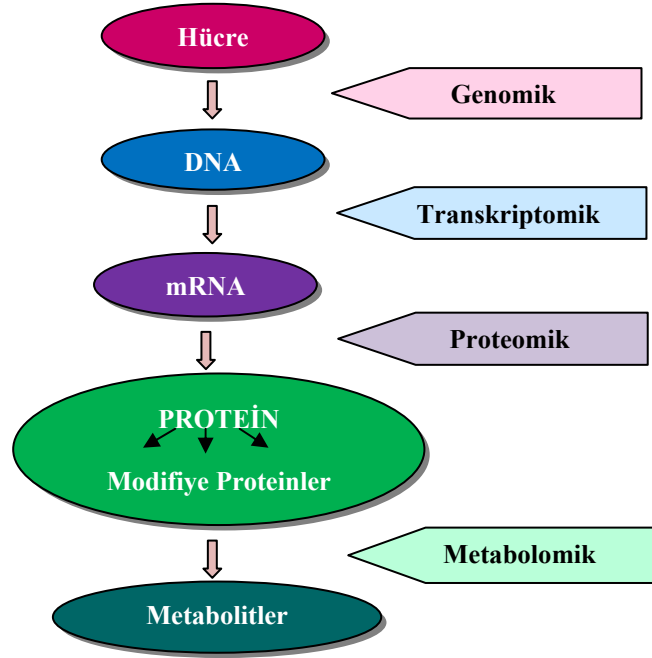 Hücre
Genomik
DNA
Transkriptomik
mRNA
Proteomik
PROTEİN
Modifiye Proteinler
Metabolomik
Metabolitler